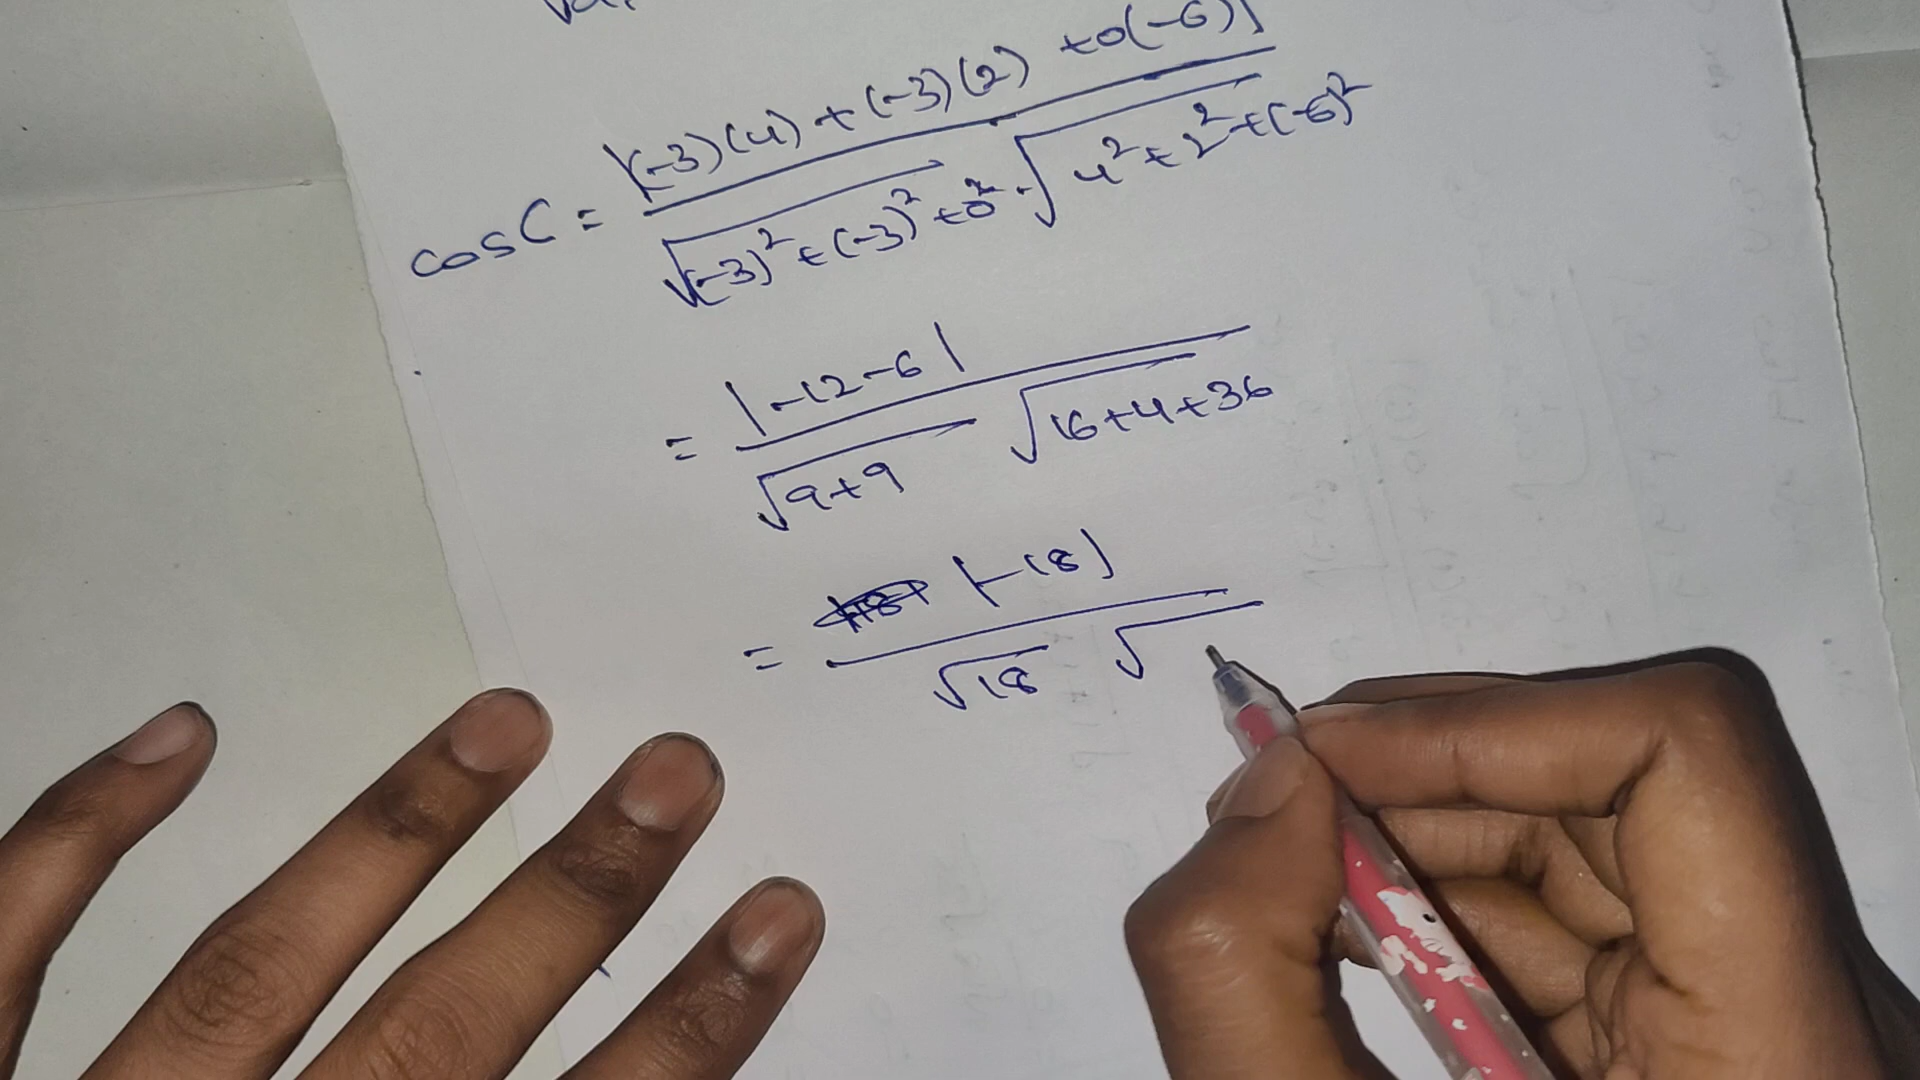 cosC = |(-3)(4) + (-3)(2) + 0(-6)| / √(-3)² + (-3)² + 0² · √4² + 2² + (-6)²
= |-12-6| / √9+9 √16+4+36
= |-18| / √18 √